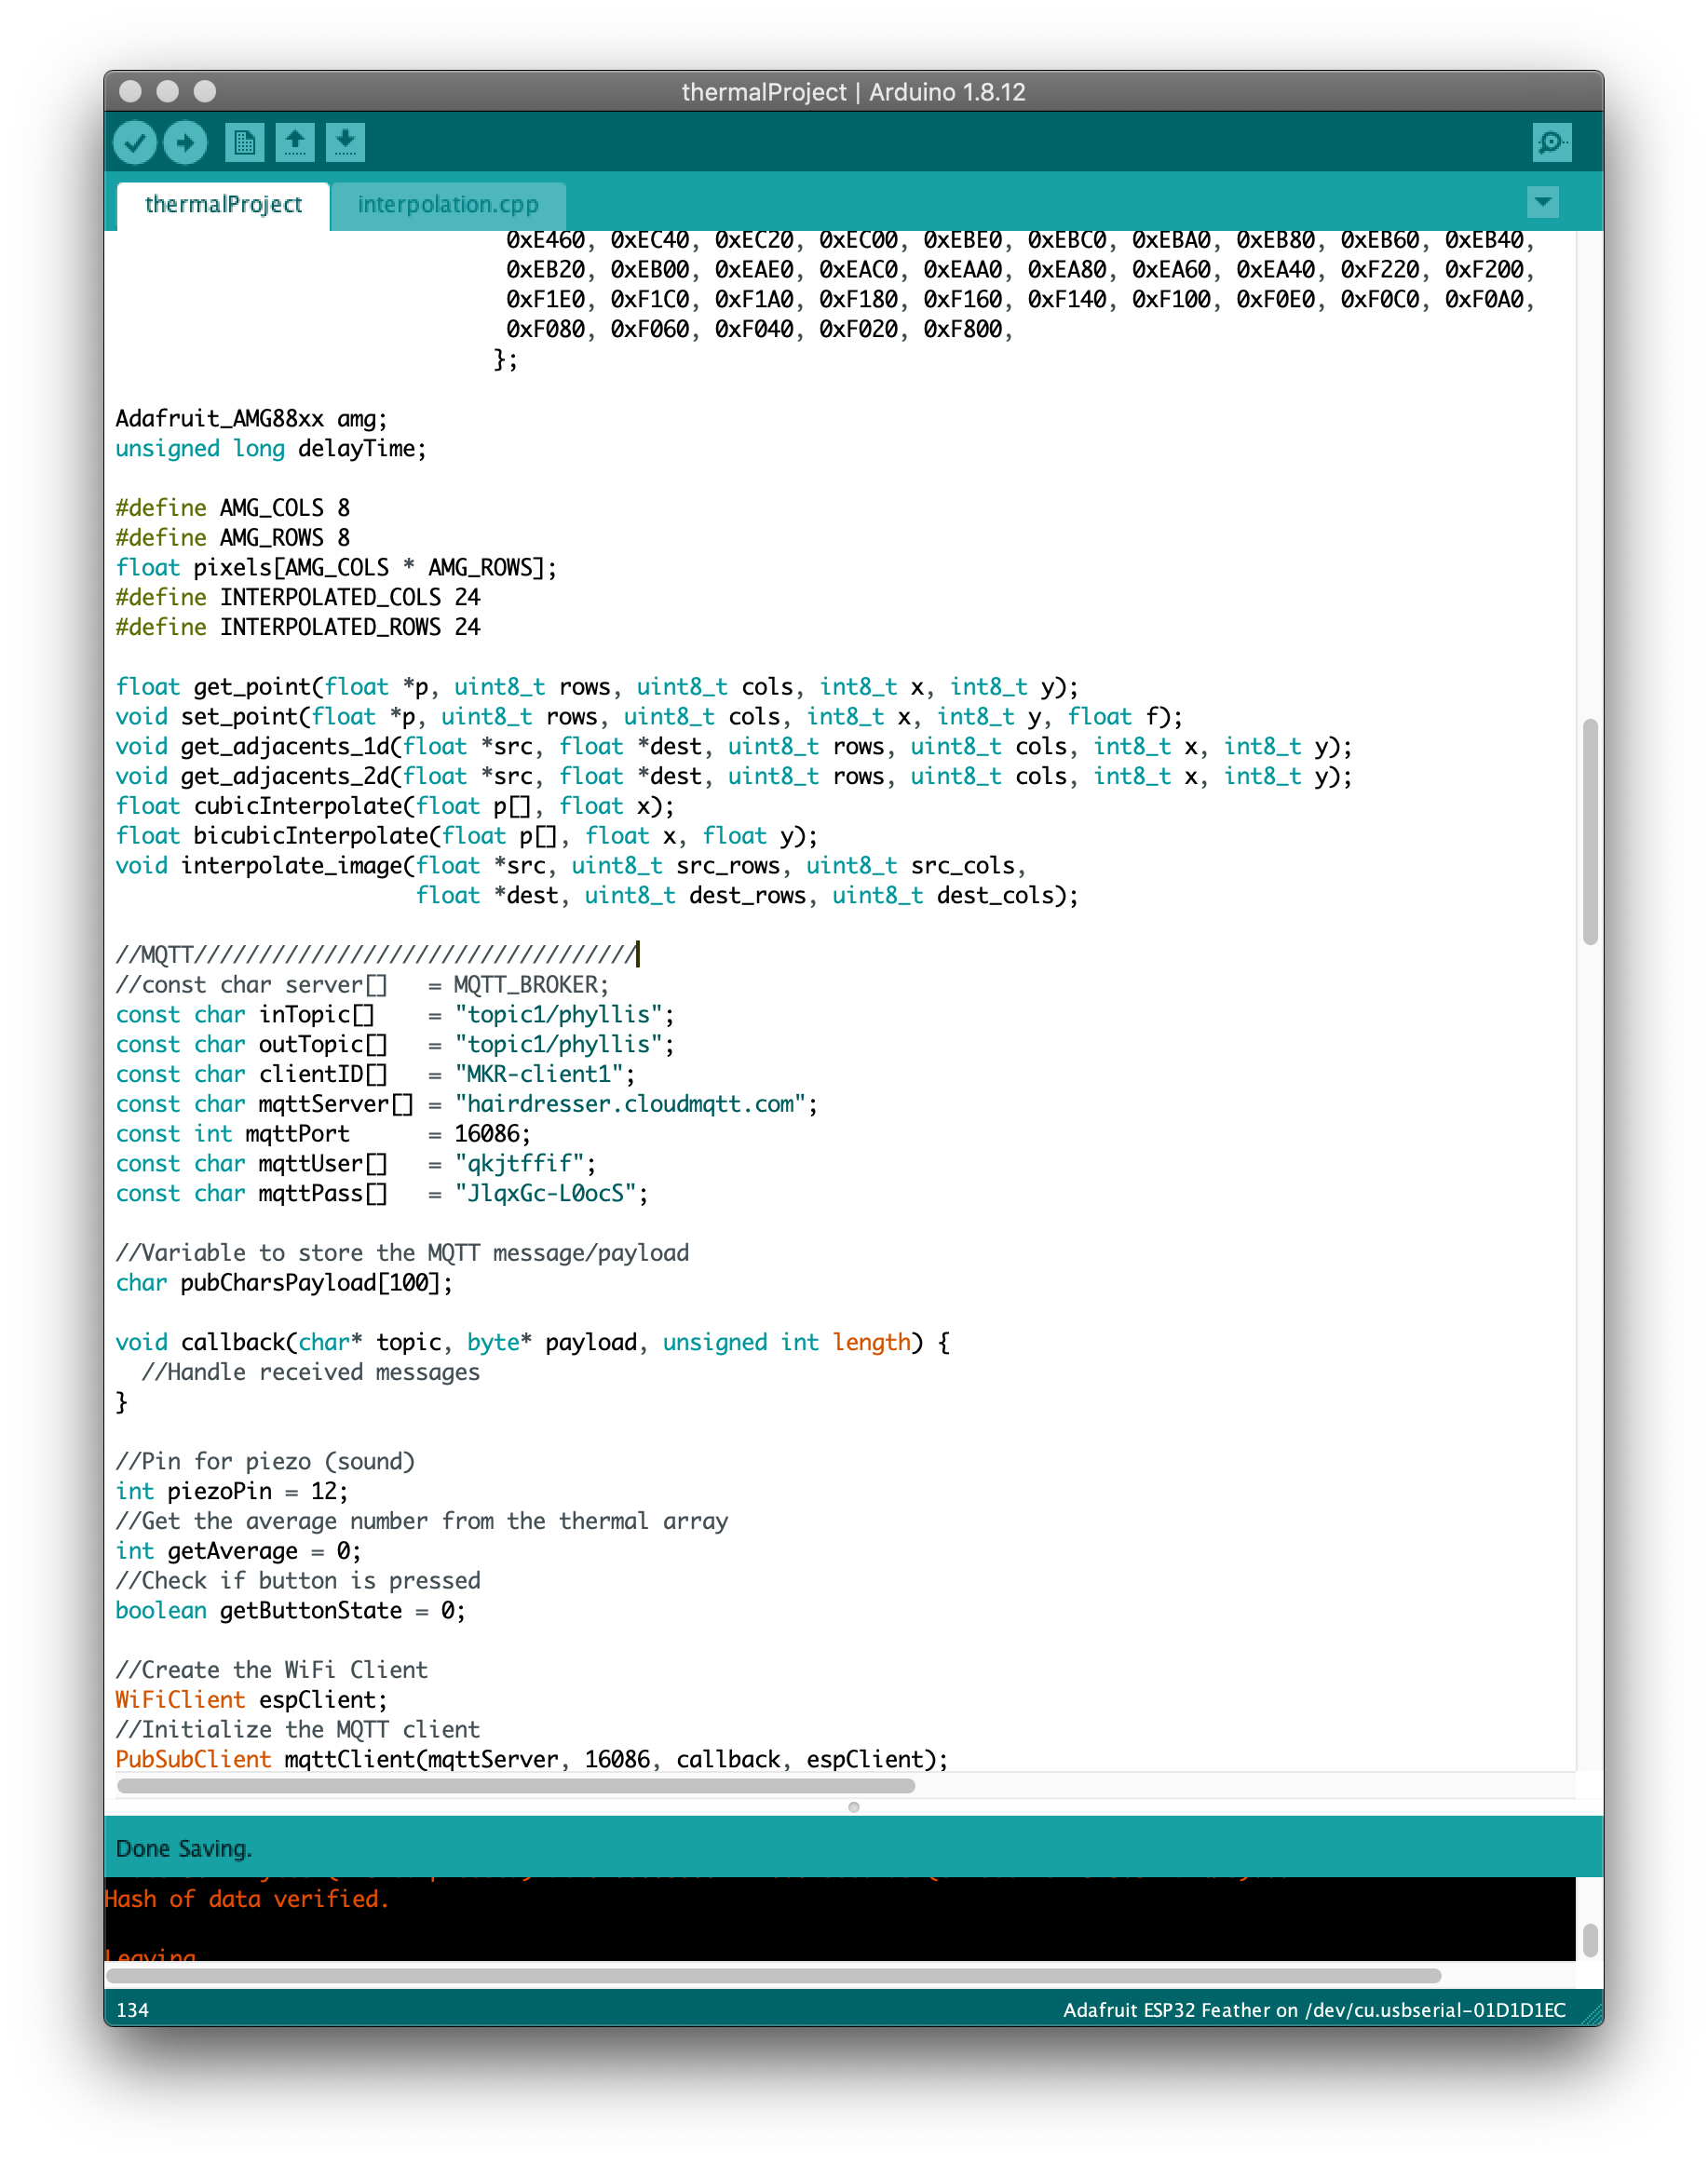 thermalProject | Arduino 1.8.12
thermalProject interpolation.cpp
0xE460, 0xEC40, 0xEC20, 0xEC00, 0xEBE0, 0xEBC0, 0xEBA0, 0xEB80, 0xEB60, 0xEB40,
0xEB20, 0xEB00, 0xEAE0, 0xEAC0, 0xEAA0, 0xEA80, 0xEA60, 0xEA40, 0xF220, 0xF200,
0xF1E0, 0xF1C0, 0xF1A0, 0xF180, 0xF160, 0xF140, 0xF100, 0xF0E0, 0xF0C0, 0xF0A0,
0xF080, 0xF060, 0xF040, 0xF020, 0xF800,
};
Adafruit_AMG88xx amg;
unsigned long delayTime;
#define AMG_COLS 8
#define AMG_ROWS 8
float pixels[AMG_COLS * AMG_ROWS];
#define INTERPOLATED_COLS 24
#define INTERPOLATED_ROWS 24
float get_point(float *p, uint8_t rows, uint8_t cols, int8_t x, int8_t y);
void set_point(float *p, uint8_t rows, uint8_t cols, int8_t x, int8_t y, float f);
void get_adjacents_1d(float *src, float *dest, uint8_t rows, uint8_t cols, int8_t x, int8_t y);
void get_adjacents_2d(float *src, float *dest, uint8_t rows, uint8_t cols, int8_t x, int8_t y);
float cubicInterpolate(float p[], float x);
float bicubicInterpolate(float p[], float x, float y);
void interpolate_image(float *src, uint8_t src_rows, uint8_t src_cols,
float *dest, uint8_t dest_rows, uint8_t dest_cols);
//MQTT//////////////////////////////////
//const char server[]   = MQTT_BROKER;
const char inTopic[]    = "topic1/phyllis";
const char outTopic[]   = "topic1/phyllis";
const char clientID[]   = "MKR-client1";
const char mqttServer[] = "hairdresser.cloudmqtt.com";
const int mqttPort      = 16086;
const char mqttUser[]   = "qkjtffif";
const char mqttPass[]   = "JlqxGc-L0ocS";
//Variable to store the MQTT message/payload
char pubCharsPayload[100];
void callback(char* topic, byte* payload, unsigned int length) {
//Handle received messages
}
//Pin for piezo (sound)
int piezoPin = 12;
//Get the average number from the thermal array
int getAverage = 0;
//Check if button is pressed
boolean getButtonState = 0;
//Create the WiFi Client
WiFiClient espClient;
//Initialize the MQTT client
PubSubClient mqttClient(mqttServer, 16086, callback, espClient);
Done Saving.
Hash of data verified.
Leaving
134
Adafruit ESP32 Feather on /dev/cu.usbserial-01D1D1EC